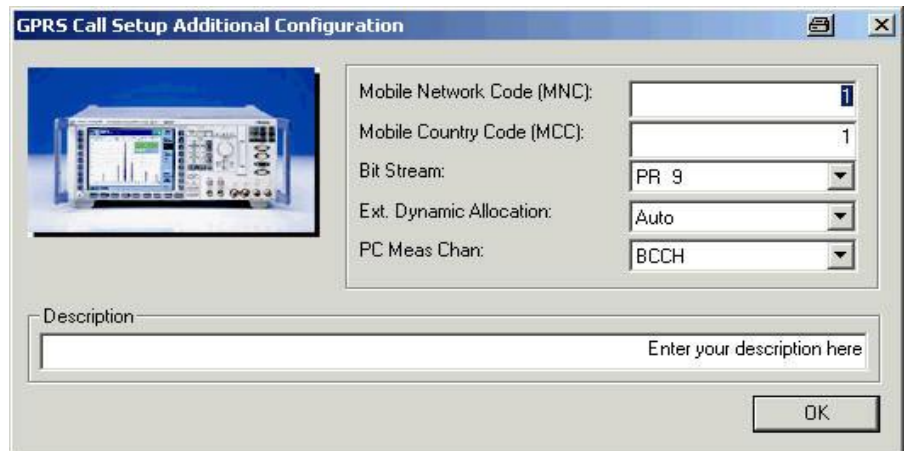 GPRS Call Setup Additional Configuration
Mobile Network Code (MNC): 1
Mobile Country Code (MCC): 1
Bit Stream: PR 9
Ext. Dynamic Allocation: Auto
PC Meas Chan: BCCH
Description
Enter your description here
OK